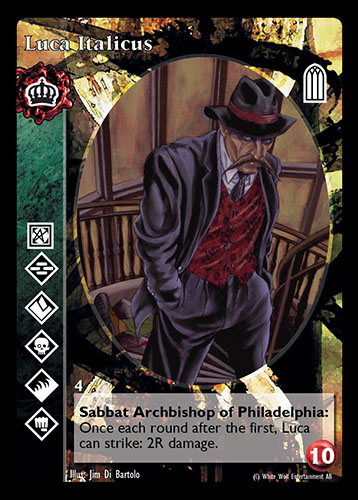 Luca Italicus
4
Sabbat Archbishop of Philadelphia:
Once each round after the first, Luca
can strike: 2R damage.
10
Illus: Jim Di Bartolo
(C) White Wolf Entertainment AB